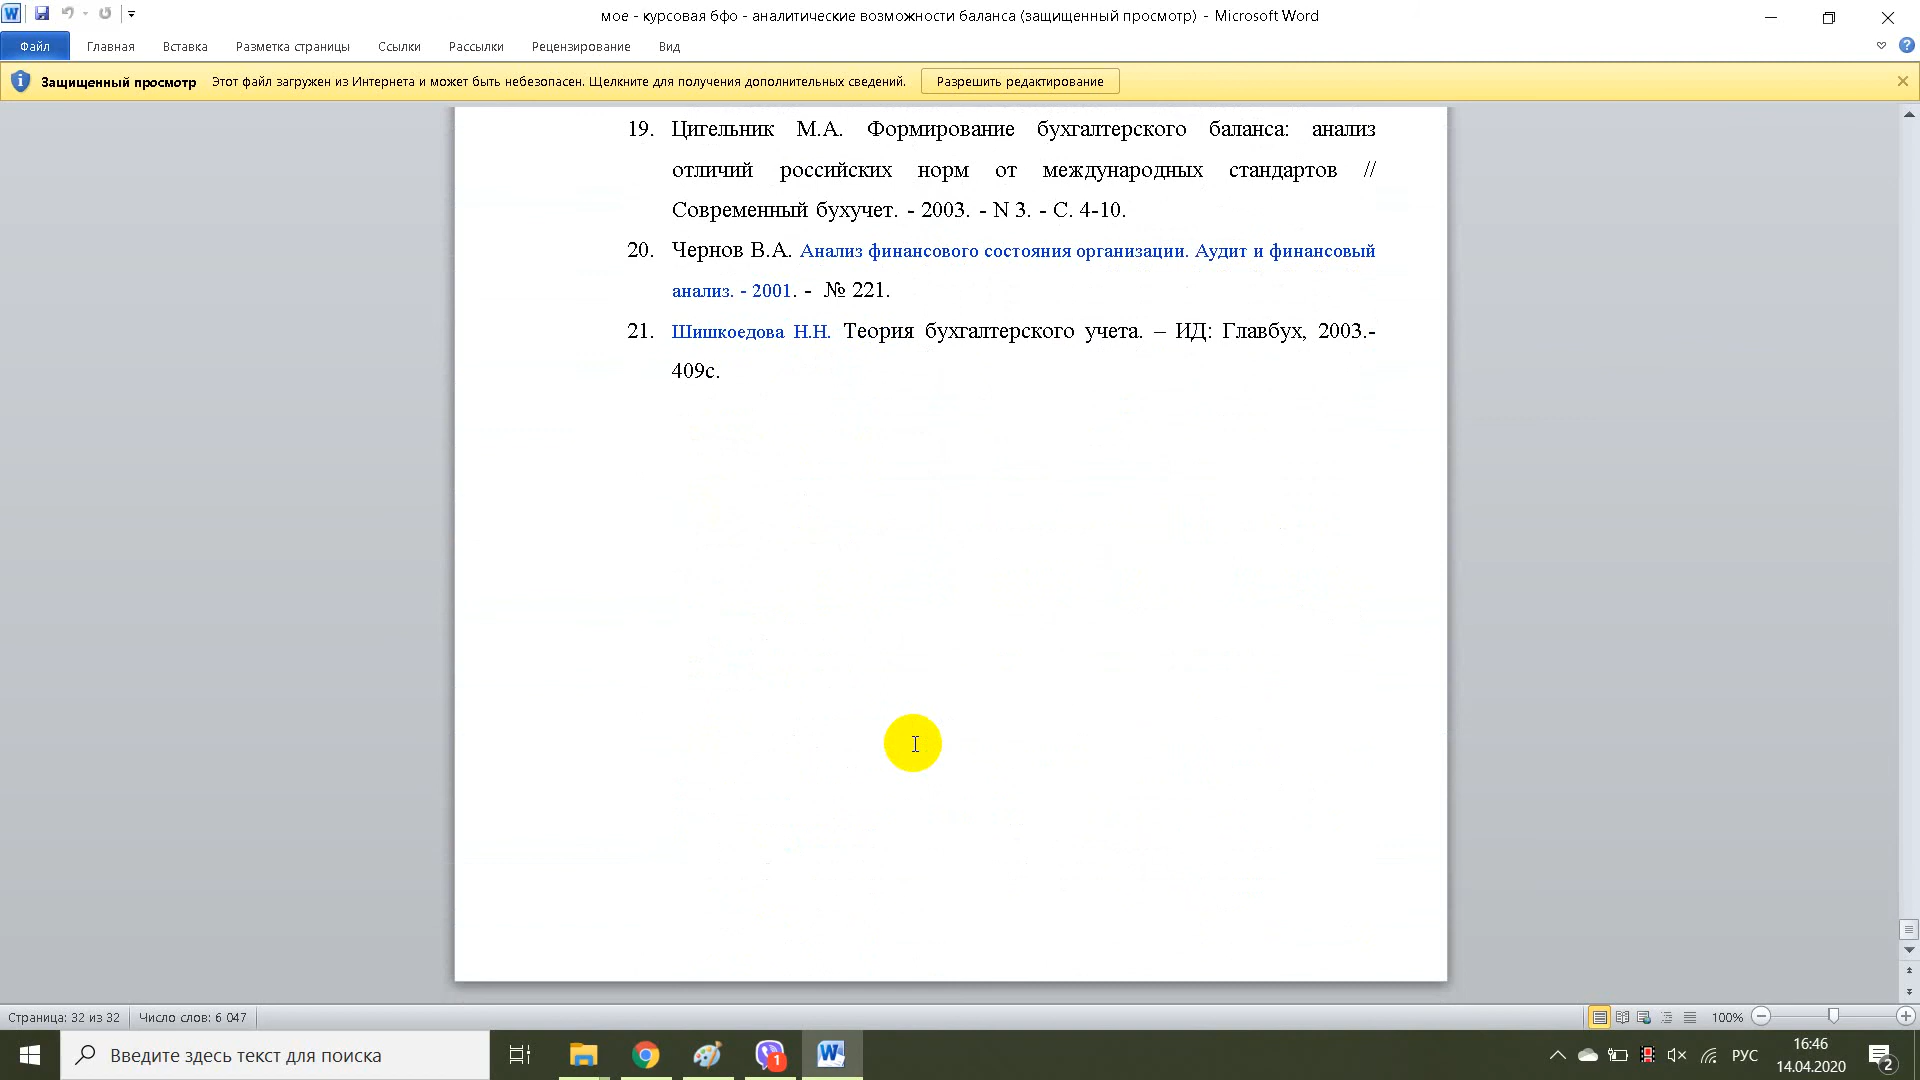 мое - курсовая бфо - аналитические возможности баланса (защищенный просмотр) - Microsoft Word
Файл Главная Вставка Разметка страницы Ссылки Рассылки Рецензирование Вид
Защищенный просмотр Этот файл загружен из Интернета и может быть небезопасен. Щелкните для получения дополнительных сведений. Разрешить редактирование
19. Цигельник М.А. Формирование бухгалтерского баланса: анализ
отличий российских норм от международных стандартов //
Современный бухучет. - 2003. - N 3. - С. 4-10.
20. Чернов В.А. Анализ финансового состояния организации. Аудит и финансовый
анализ. - 2001. - № 221.
21. Шишкоедова Н.Н. Теория бухгалтерского учета. – ИД: Главбух, 2003.-
409с.
Страница: 32 из 32 Число слов: 6 047 100%
Введите здесь текст для поиска 1 РУС 16:46
14.04.2020 2